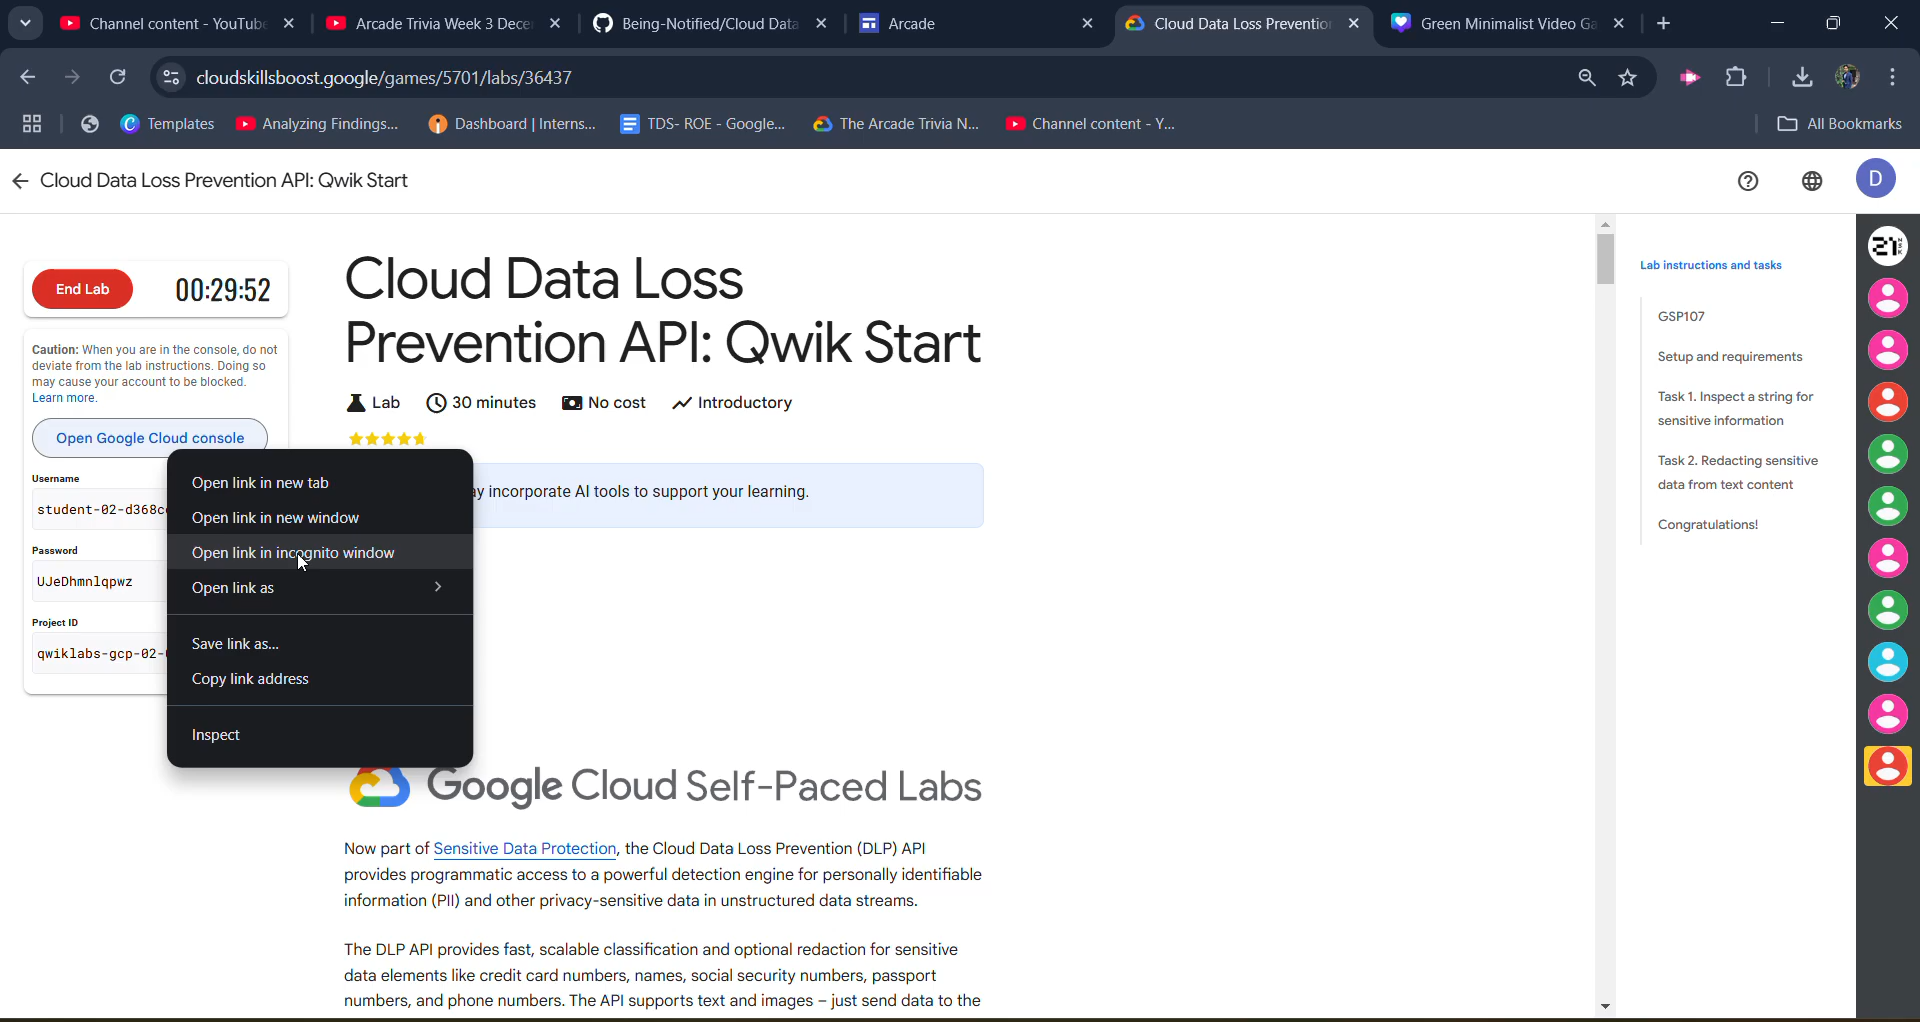 Channel content - YouTub
Arcade Trivia Week 3 Dece
Being-Notified/Cloud Data
Arcade
Cloud Data Loss Prevention
Green Minimalist Video Ga
cloudskillsboost.google/games/5701/labs/36437
Templates
Analyzing Findings...
Dashboard | Interns...
TDS- ROE - Google...
The Arcade Trivia N...
Channel content - Y...
All Bookmarks
Cloud Data Loss Prevention API: Qwik Start
D
End Lab
00:29:52
Caution: When you are in the console, do not
deviate from the lab instructions. Doing so
may cause your account to be blocked.
Learn more.
Open Google Cloud console
Username
student-02-d368c
Password
UJeDhmnlqpwz
Project ID
qwiklabs-gcp-02-
Open link in new tab
Open link in new window
Open link in incognito window
Open link as
Save link as...
Copy link address
Inspect
Cloud Data Loss
Prevention API: Qwik Start
Lab
30 minutes
No cost
Introductory
ay incorporate AI tools to support your learning.
Google Cloud Self-Paced Labs
Now part of Sensitive Data Protection, the Cloud Data Loss Prevention (DLP) API
provides programmatic access to a powerful detection engine for personally identifiable
information (PII) and other privacy-sensitive data in unstructured data streams.
The DLP API provides fast, scalable classification and optional redaction for sensitive
data elements like credit card numbers, names, social security numbers, passport
numbers, and phone numbers. The API supports text and images – just send data to the
Lab instructions and tasks
GSP107
Setup and requirements
Task 1. Inspect a string for
sensitive information
Task 2. Redacting sensitive
data from text content
Congratulations!